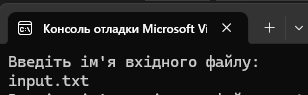 Консоль отладки Microsoft Vi
Введіть ім'я вхідного файлу:
input.txt